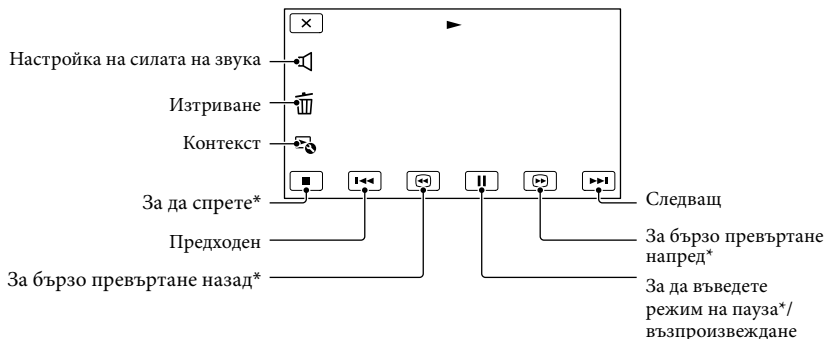 Настройка на силата на звука
Изтриване
Контекст
За да спрете*
Предходен
За бързо превъртане назад*
Следващ
За бързо превъртане
напред*
За да въведете
режим на пауза*/
възпроизвеждане